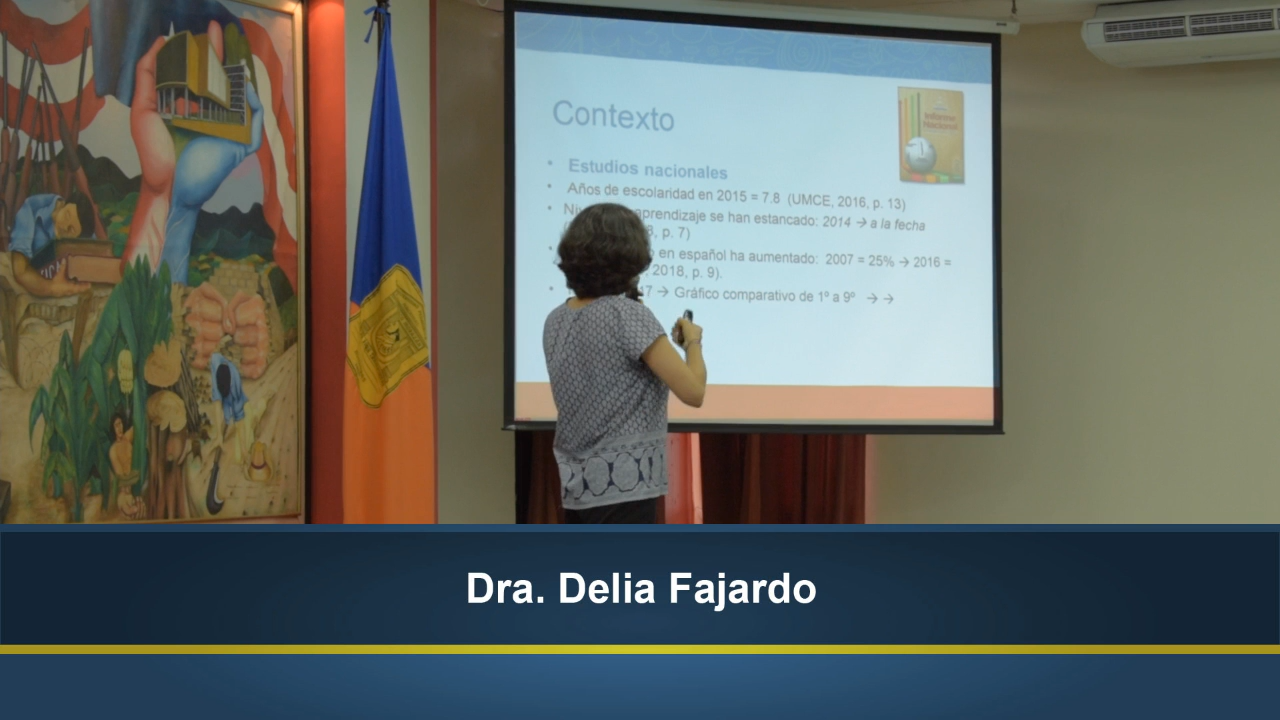 Contexto
Informe
Nacional
• Estudios nacionales
• Años de escolaridad en 2015 = 7.8 (UMCE, 2016, p. 13)
• aprendizaje se han estancado: 2014 → a la fecha
p. 7)
• en español ha aumentado: 2007 = 25% → 2016 =
2018, p. 9).
• → Gráfico comparativo de 1º a 9º → →
Dra. Delia Fajardo